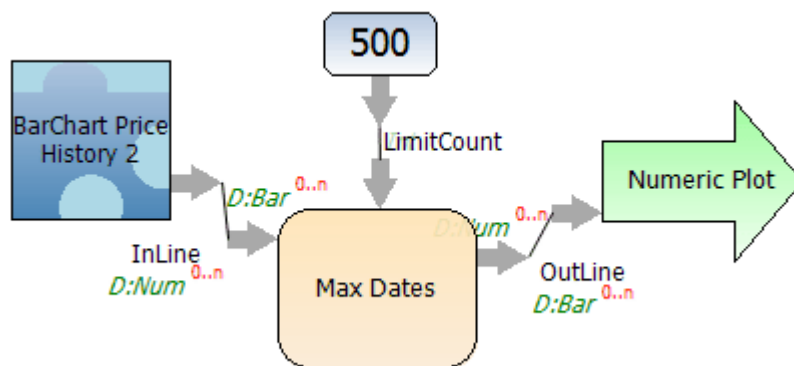 500
BarChart Price
History 2
LimitCount
D:Bar 0..n
Numeric Plot
D:Num 0..n
InLine
D:Num 0..n
Max Dates
OutLine
D:Bar 0..n